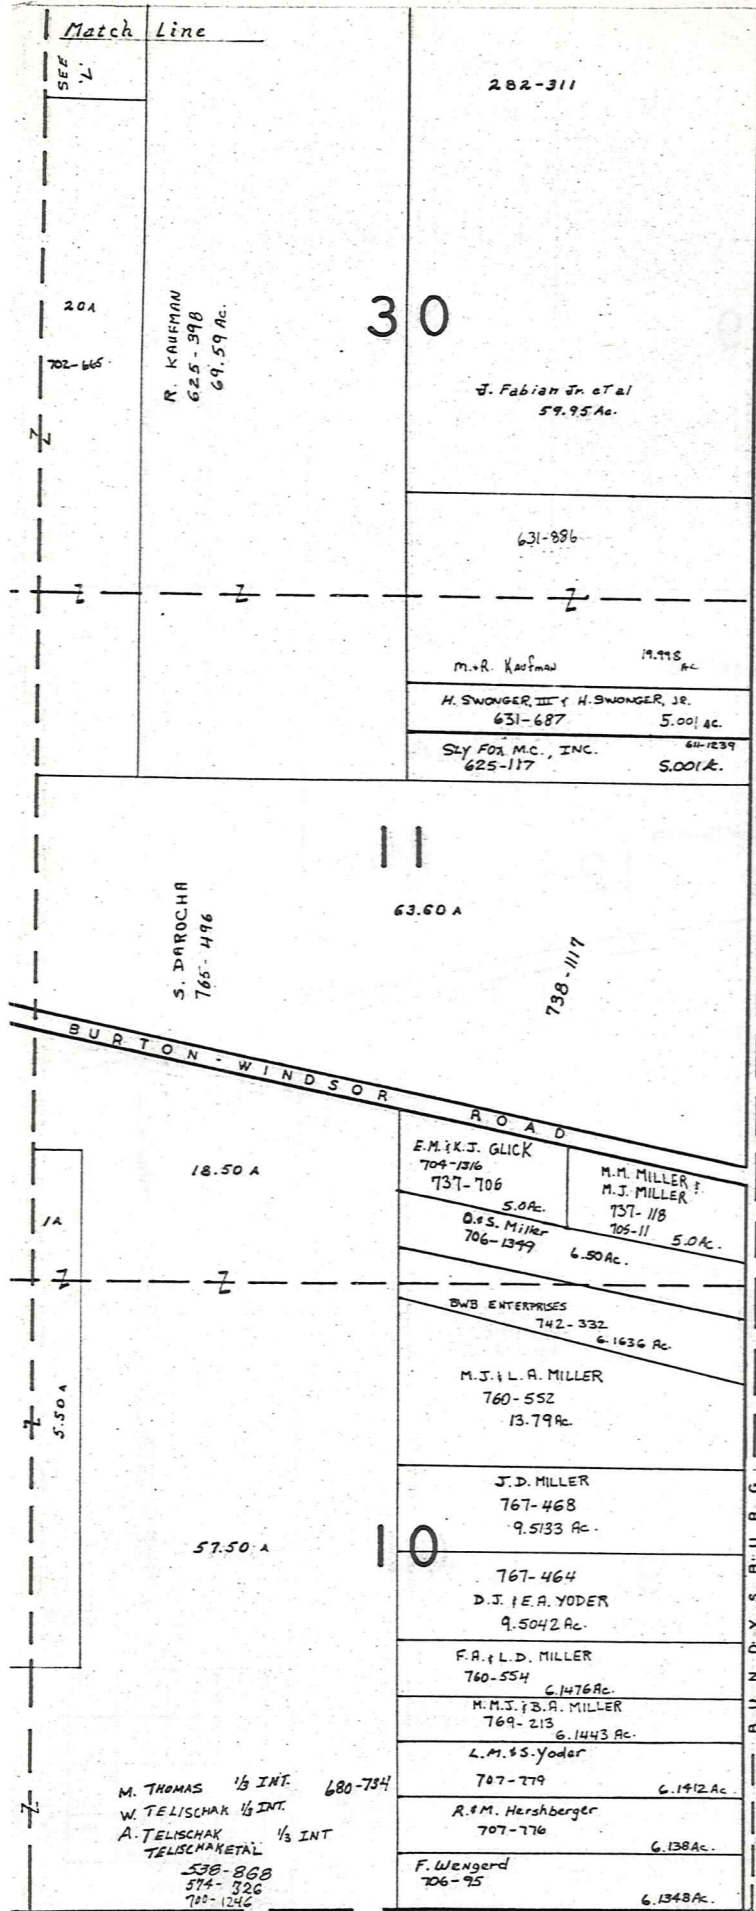 Match Line
SEE 'L'
282-311
30
20A
702-665
R. KAUFMAN
625-398
69.59 Ac.
J. Fabian Jr. et al
59.95 Ac.
631-886
M.+R. Kaufman 19.998 Ac
H. SWONGER, III & H. SWONGER, JR.
631-687 5.001 AC.
SLY FOX M.C., INC. 611-1239
625-117 5.001 A.
11
63.60 A
S. DAROCHA
765-496
738-1117
BURTON-WINDSOR ROAD
18.50 A
1A
5.50 A
E.M. & K.J. GLICK
704-1316
737-706
5.0 Ac.
M.M. MILLER &
M.J. MILLER
737-118
705-11 5.0 Ac.
O. & S. Miller
706-1349 6.50 Ac.
BWB ENTERPRISES
742-332
6.1636 Ac.
M.J. & L.A. MILLER
760-552
13.79 Ac.
J.D. MILLER
767-468
9.5133 Ac.
57.50 A
10
767-464
D.J. & E.A. YODER
9.5042 Ac.
F.A. & L.D. MILLER
760-554 6.1476 Ac.
M.M.J. & B.A. MILLER
769-213 6.1443 Ac.
L.M. & S. Yoder
707-779 6.1412 Ac.
R. & M. Hershberger
707-776 6.138 Ac.
F. Wengerd
706-95 6.1348 Ac.
M. THOMAS 1/3 INT. 680-734
W. TELISCHAK 1/3 INT.
A. TELISCHAK 1/3 INT
TELISCHAK ETAL
538-868
574-326
700-1246
BUNDYSBURG